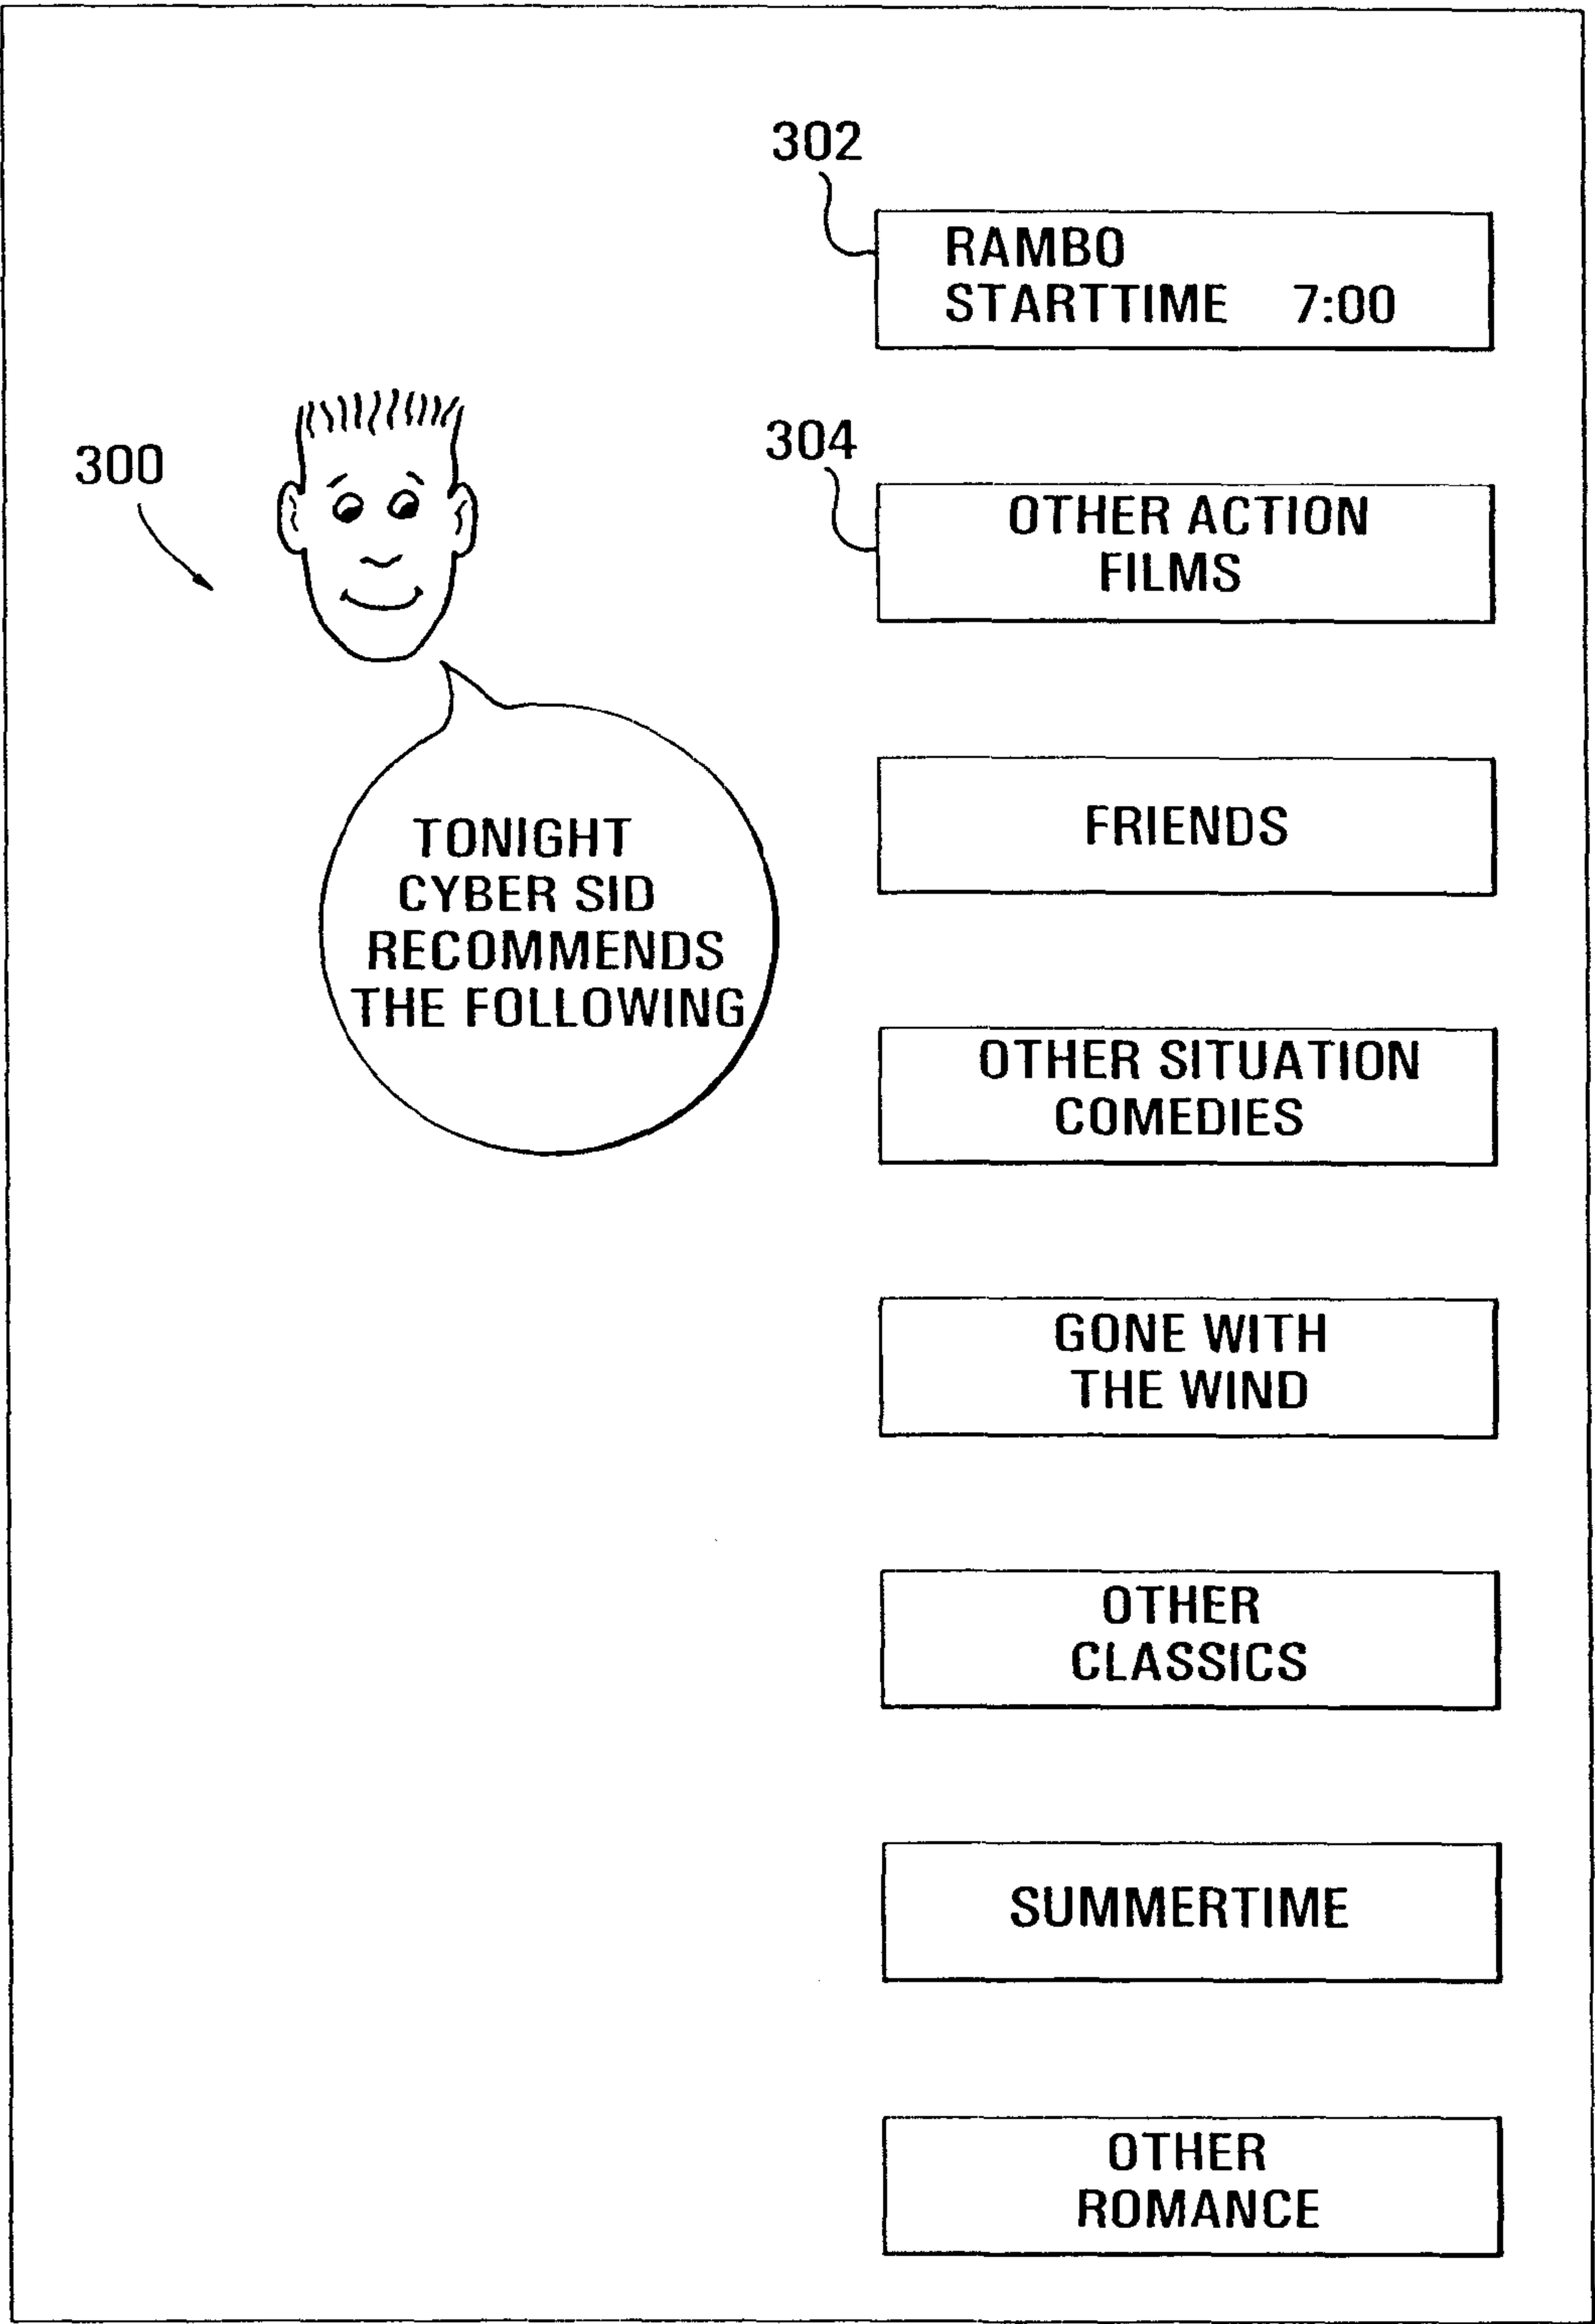 302
RAMBO
STARTTIME 7:00
300
304
OTHER ACTION
FILMS
FRIENDS
TONIGHT
CYBER SID
RECOMMENDS
THE FOLLOWING
OTHER SITUATION
COMEDIES
GONE WITH
THE WIND
OTHER
CLASSICS
SUMMERTIME
OTHER
ROMANCE